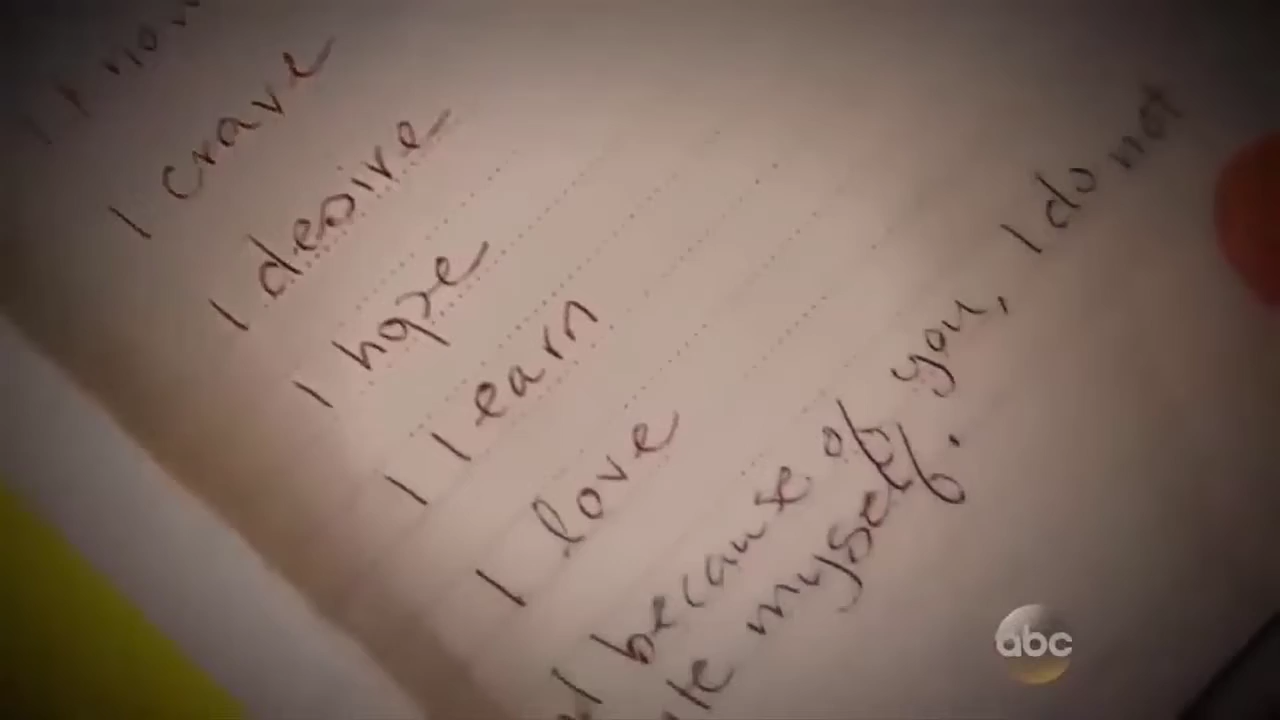 I crave
I desire
I hope
I learn
I love
because of you, I do not
myself.
abc